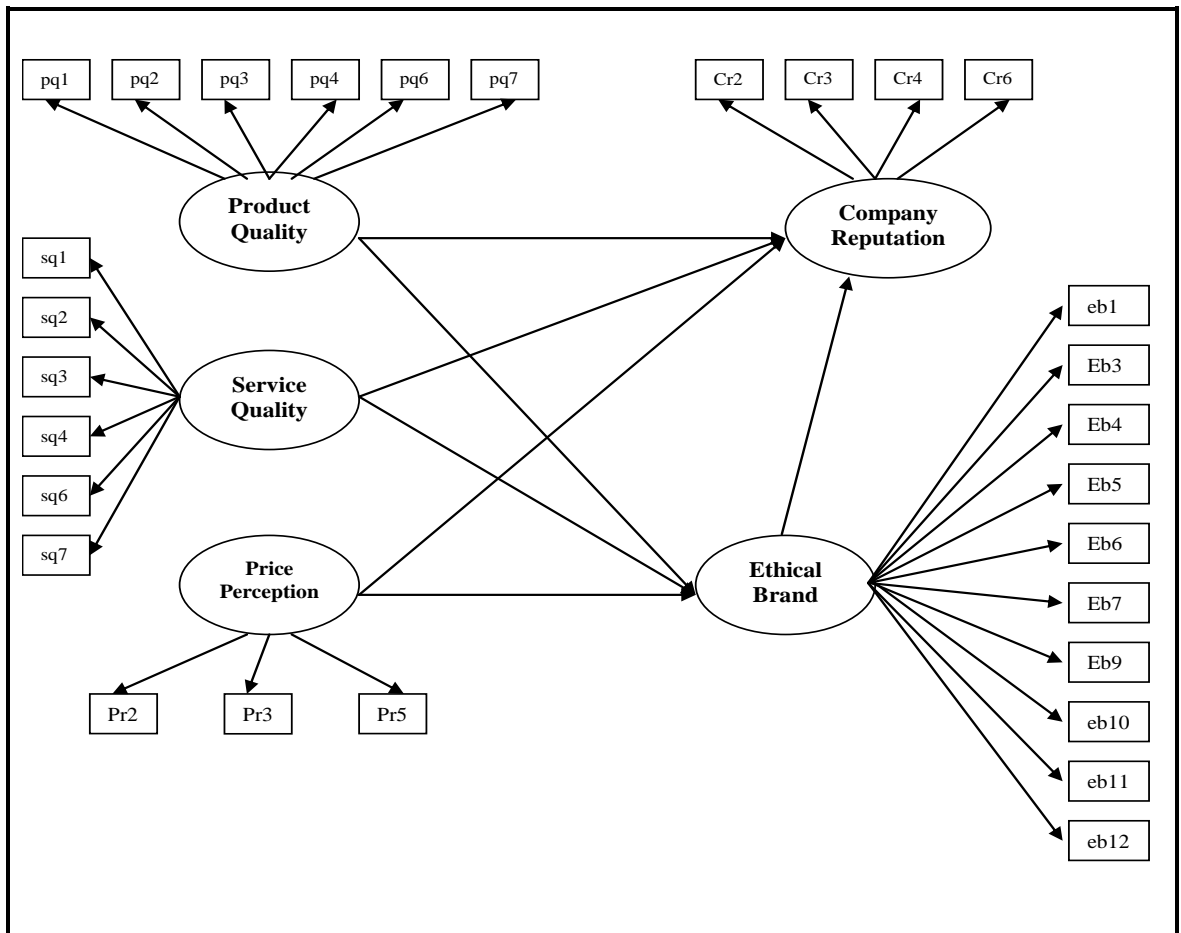 pq1
pq2
pq3
pq4
pq6
pq7
Cr2
Cr3
Cr4
Cr6
Product
Quality
Company
Reputation
sq1
sq2
sq3
sq4
sq6
sq7
Service
Quality
eb1
Eb3
Eb4
Eb5
Eb6
Eb7
Eb9
eb10
eb11
eb12
Price
Perception
Ethical
Brand
Pr2
Pr3
Pr5